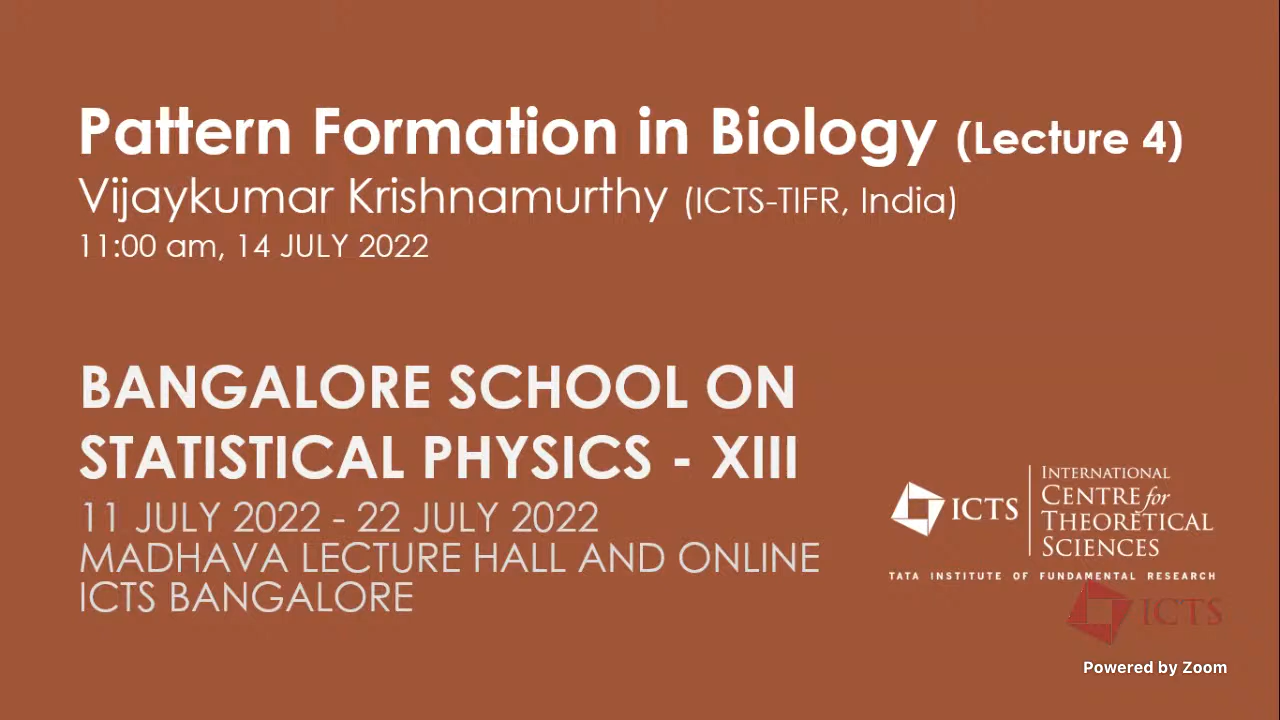 Pattern Formation in Biology (Lecture 4)
Vijaykumar Krishnamurthy (ICTS-TIFR, India)
11:00 am, 14 JULY 2022
BANGALORE SCHOOL ON
STATISTICAL PHYSICS - XIII
11 JULY 2022 - 22 JULY 2022
MADHAVA LECTURE HALL AND ONLINE
ICTS BANGALORE
ICTS
INTERNATIONAL
CENTRE for
THEORETICAL
SCIENCES
TATA INSTITUTE OF FUNDAMENTAL RESEARCH
ICTS
Powered by Zoom